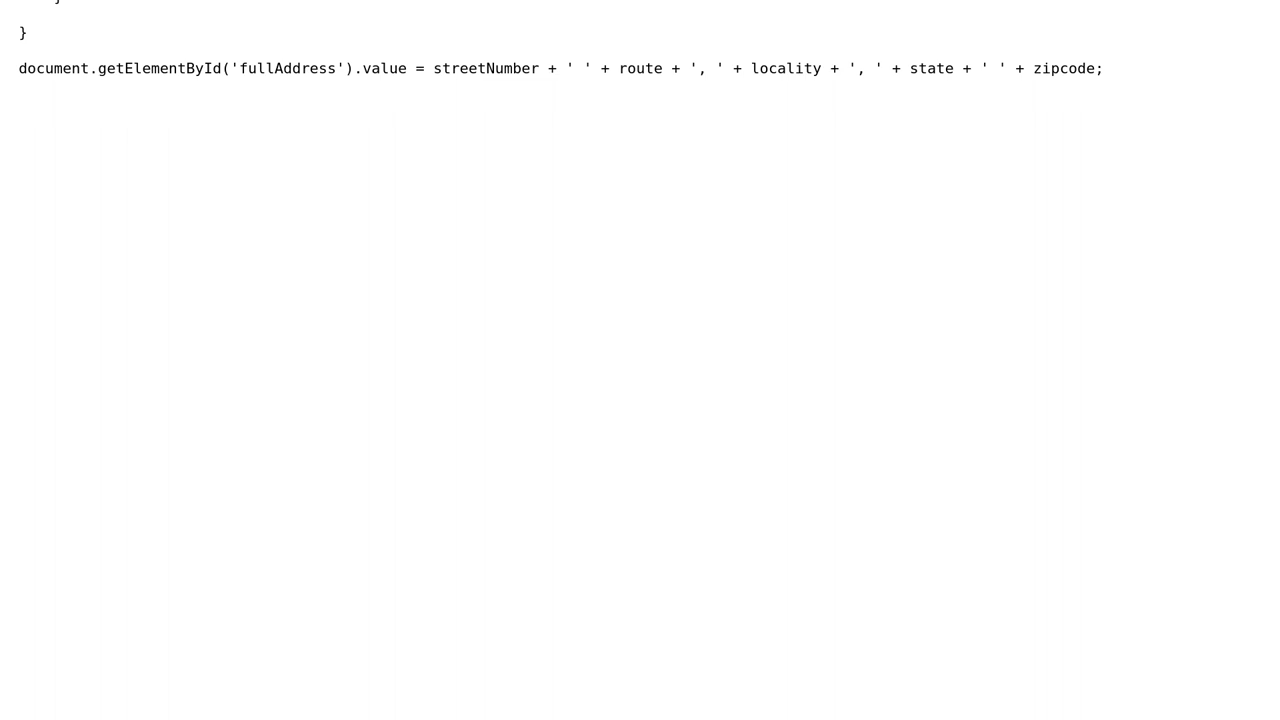 }
}
document.getElementById('fullAddress').value = streetNumber + ' ' + route + ', ' + locality + ', ' + state + ' ' + zipcode;